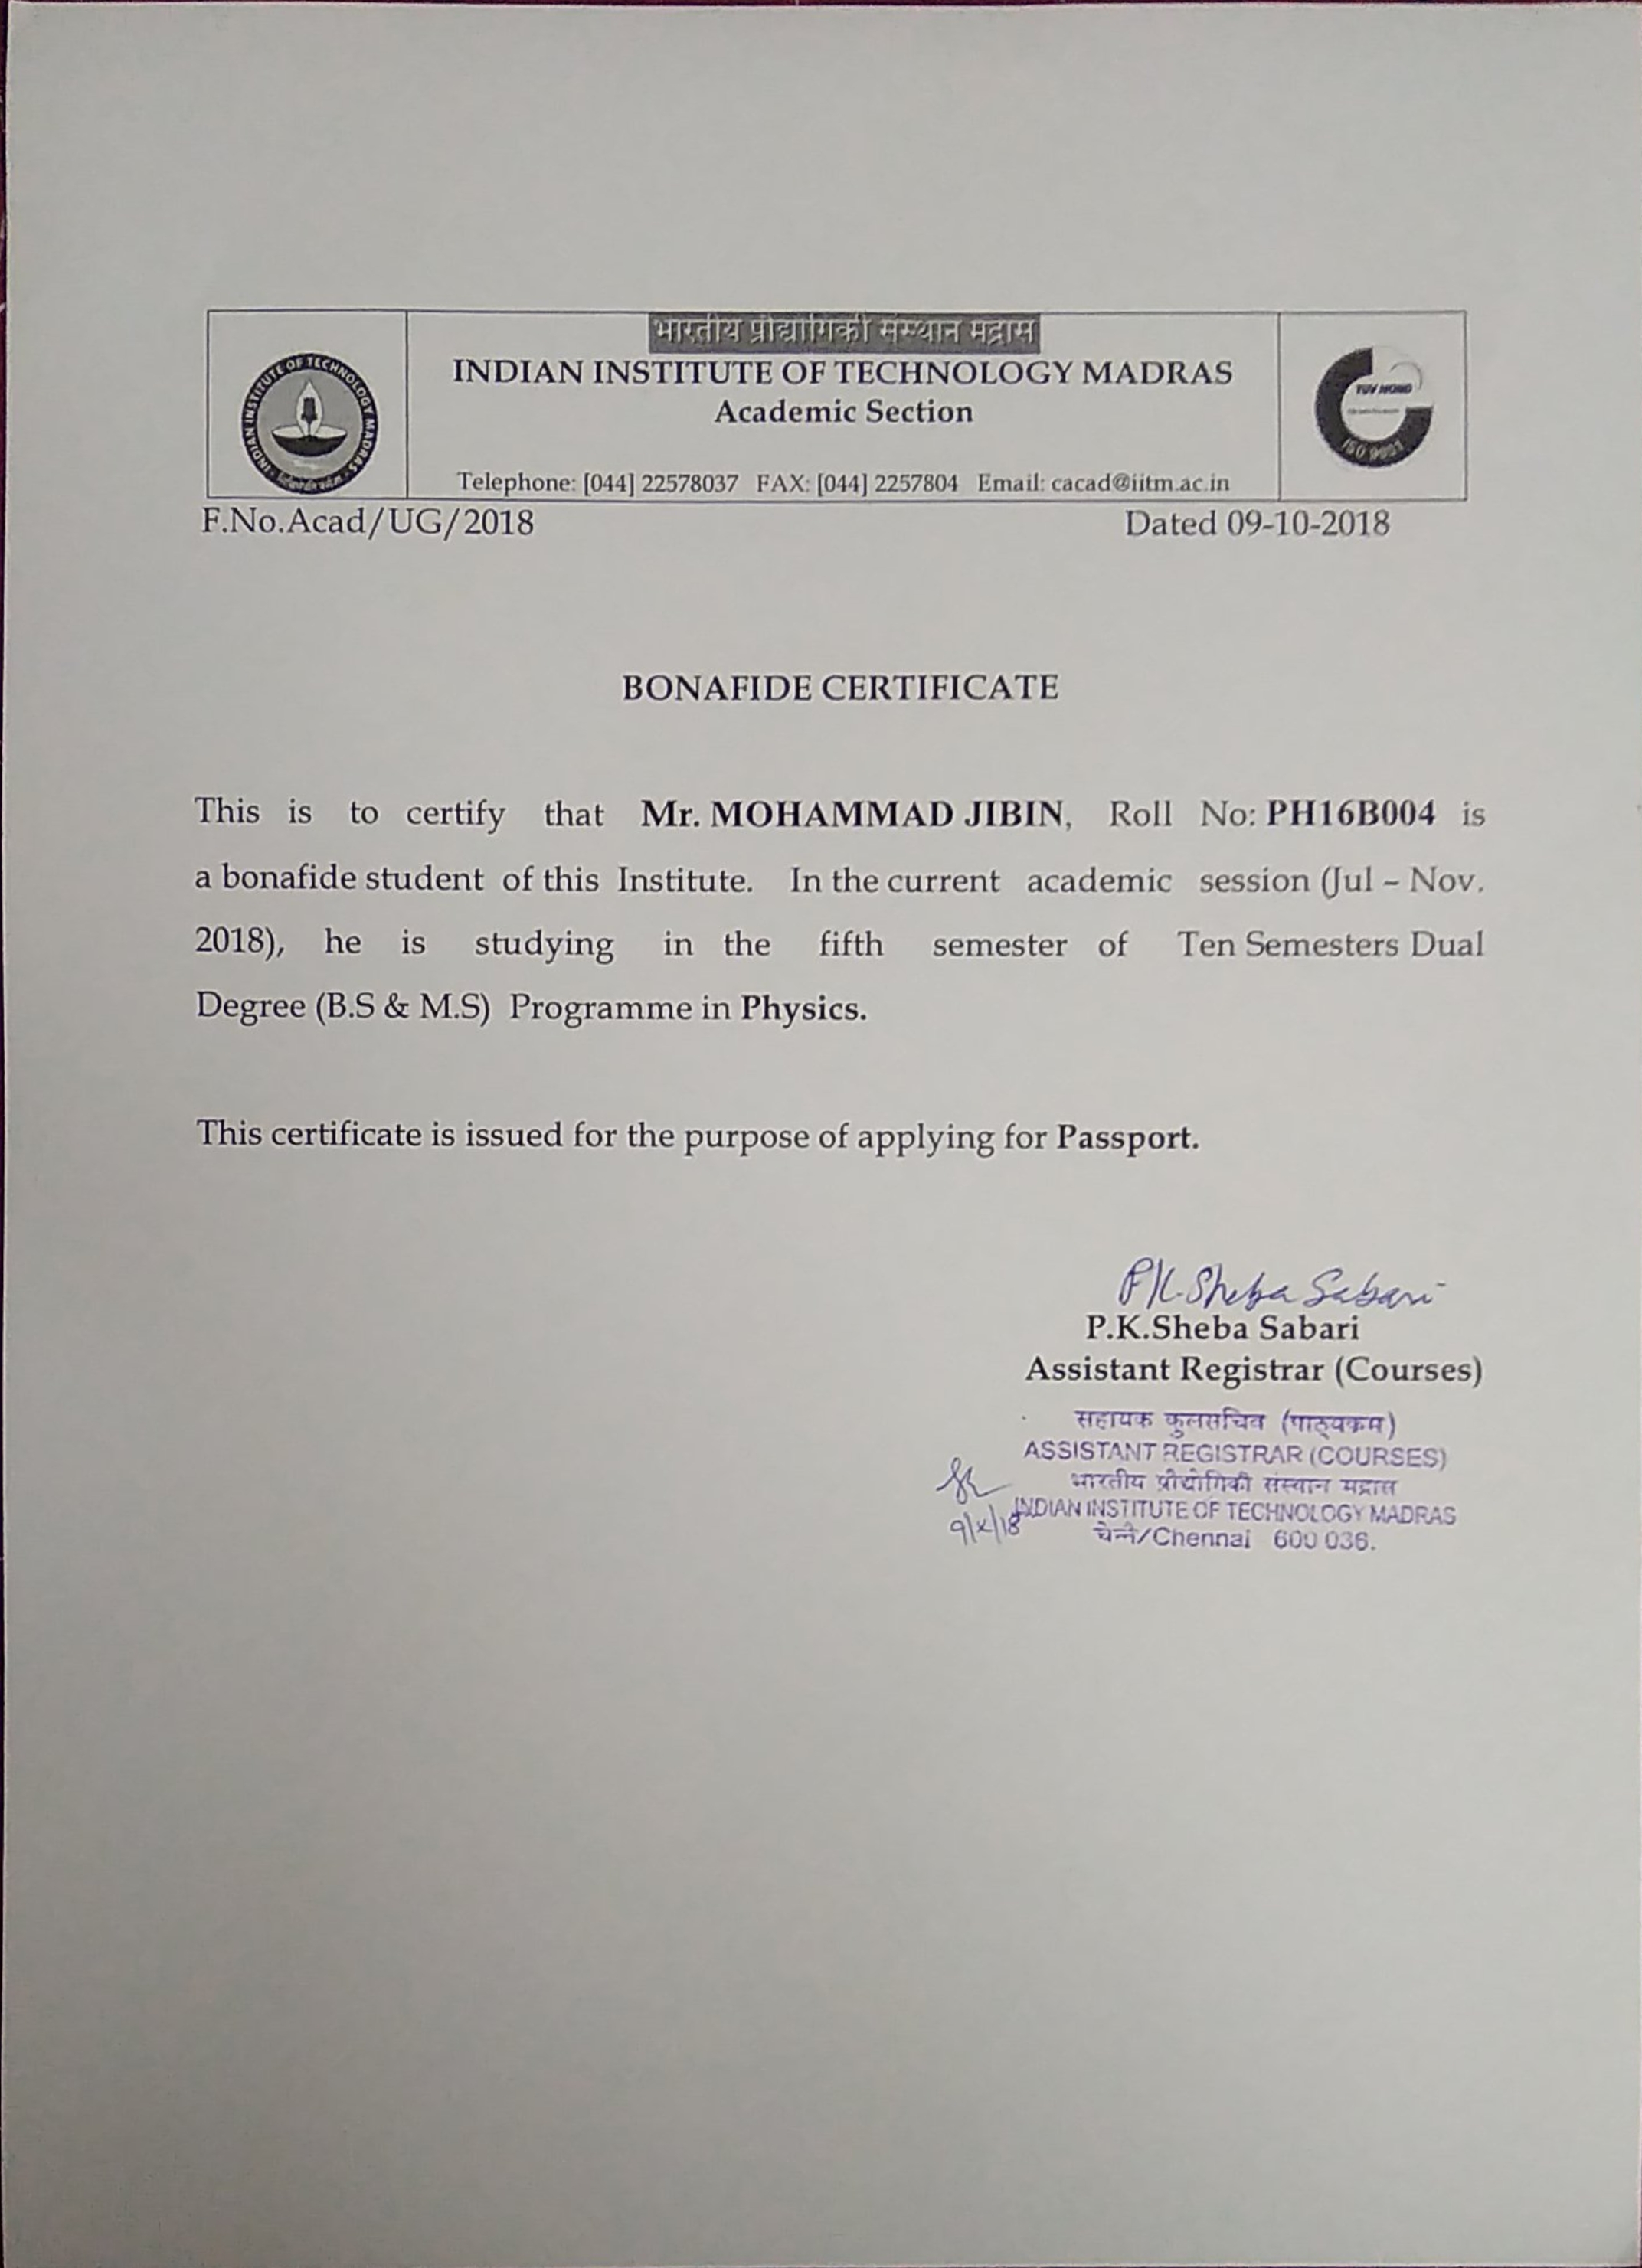 भारतीय प्रौद्योगिकी संस्थान मद्रास
INDIAN INSTITUTE OF TECHNOLOGY MADRAS
Academic Section
Telephone: [044] 22578037 FAX: [044] 2257804 Email: cacad@iitm.ac.in
INDIAN INSTITUTE OF TECHNOLOGY MADRAS
TUV NORD
ISO 9001
F.No.Acad/UG/2018 Dated 09-10-2018
BONAFIDE CERTIFICATE
This is to certify that Mr. MOHAMMAD JIBIN, Roll No: PH16B004 is
a bonafide student of this Institute. In the current academic session (Jul – Nov.
2018), he is studying in the fifth semester of Ten Semesters Dual
Degree (B.S & M.S) Programme in Physics.
This certificate is issued for the purpose of applying for Passport.
P.K.Sheba Sabari
P.K.Sheba Sabari
Assistant Registrar (Courses)
सहायक कुलसचिव (पाठ्यक्रम)
ASSISTANT REGISTRAR (COURSES)
भारतीय प्रौद्योगिकी संस्थान मद्रास
INDIAN INSTITUTE OF TECHNOLOGY MADRAS
9/x/18
चेन्नै/Chennai 600 036.